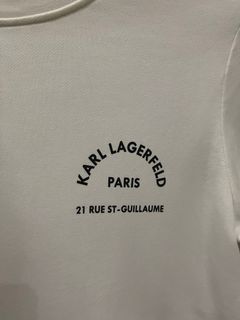 KARL LAGERFELD
PARIS
21 RUE ST-GUILLAUME